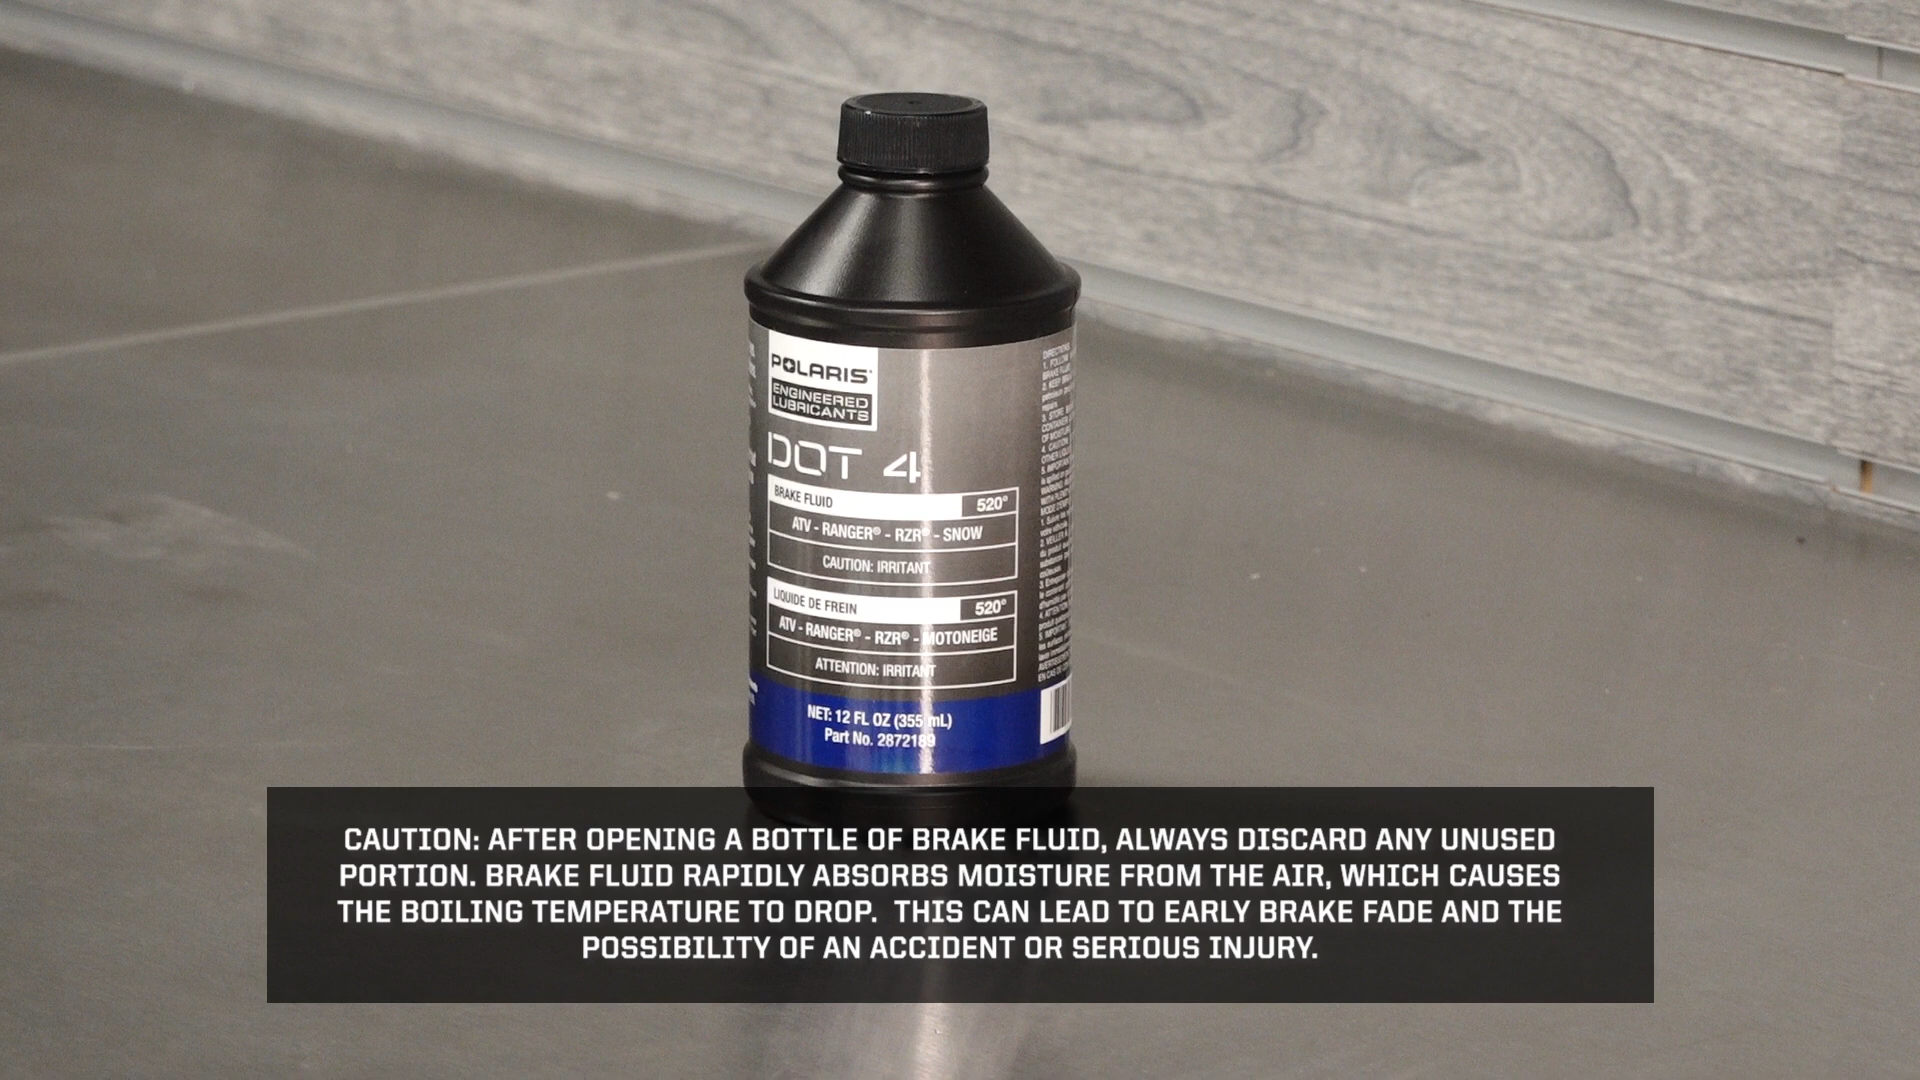 POLARIS
ENGINEERED
LUBRICANTS
DOT 4
BRAKE FLUID 520°
ATV - RANGER® - RZR® - SNOW
CAUTION: IRRITANT
LIQUIDE DE FREIN 520°
ATV - RANGER® - RZR® - MOTONEIGE
ATTENTION: IRRITANT
NET: 12 FL OZ (355 mL)
Part No. 2872189
CAUTION: AFTER OPENING A BOTTLE OF BRAKE FLUID, ALWAYS DISCARD ANY UNUSED
PORTION. BRAKE FLUID RAPIDLY ABSORBS MOISTURE FROM THE AIR, WHICH CAUSES
THE BOILING TEMPERATURE TO DROP. THIS CAN LEAD TO EARLY BRAKE FADE AND THE
POSSIBILITY OF AN ACCIDENT OR SERIOUS INJURY.